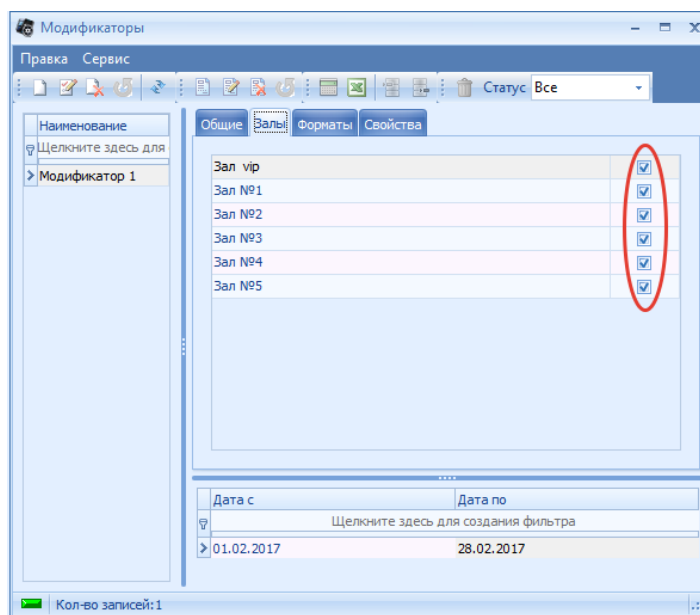 Модификаторы
Правка Сервис
Статус Все
Наименование
Щелкните здесь для
Модификатор 1
Общие Залы Форматы Свойства
Зал vip
Зал №1
Зал №2
Зал №3
Зал №4
Зал №5
Дата с Дата по
Щелкните здесь для создания фильтра
01.02.2017 28.02.2017
Кол-во записей:1